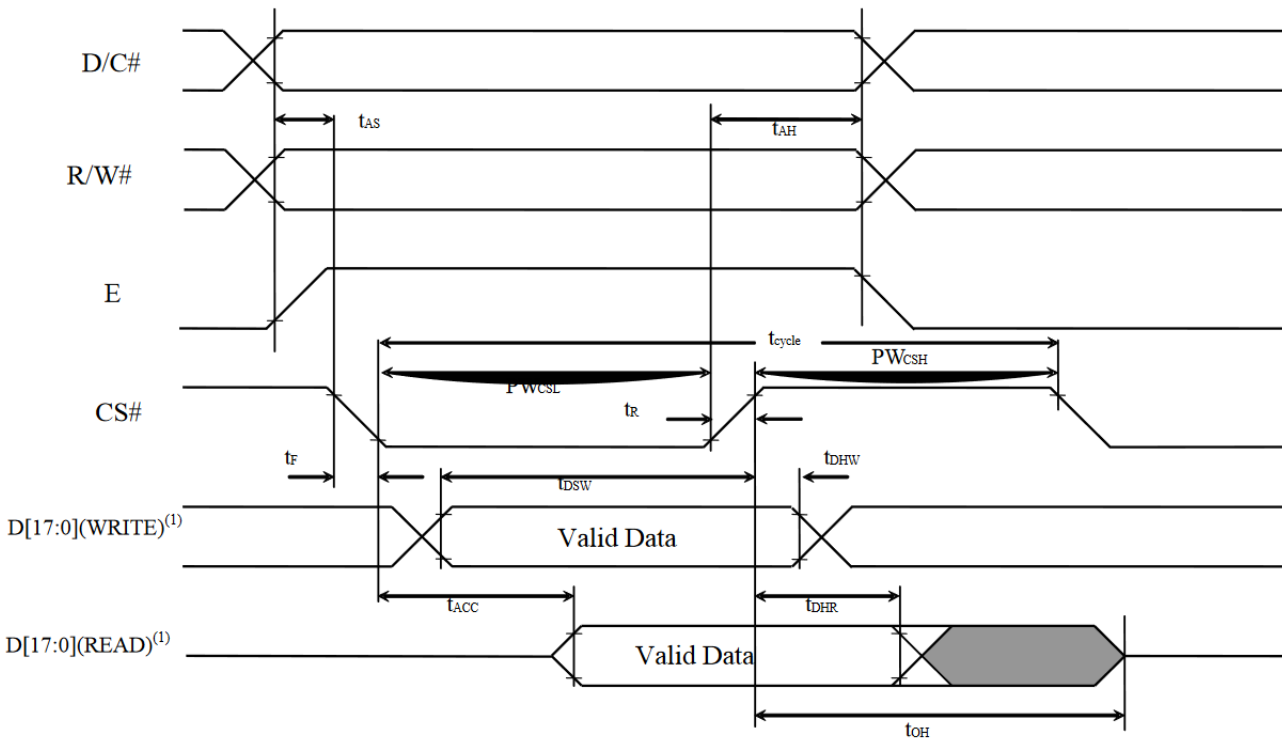 D/C#
tAS
tAH
R/W#
E
tcycle
PWCSH
PWCSL
CS#
tR
tF
tDSW
tDHW
D[17:0](WRITE)(1)
Valid Data
tACC
tDHR
D[17:0](READ)(1)
Valid Data
tOH